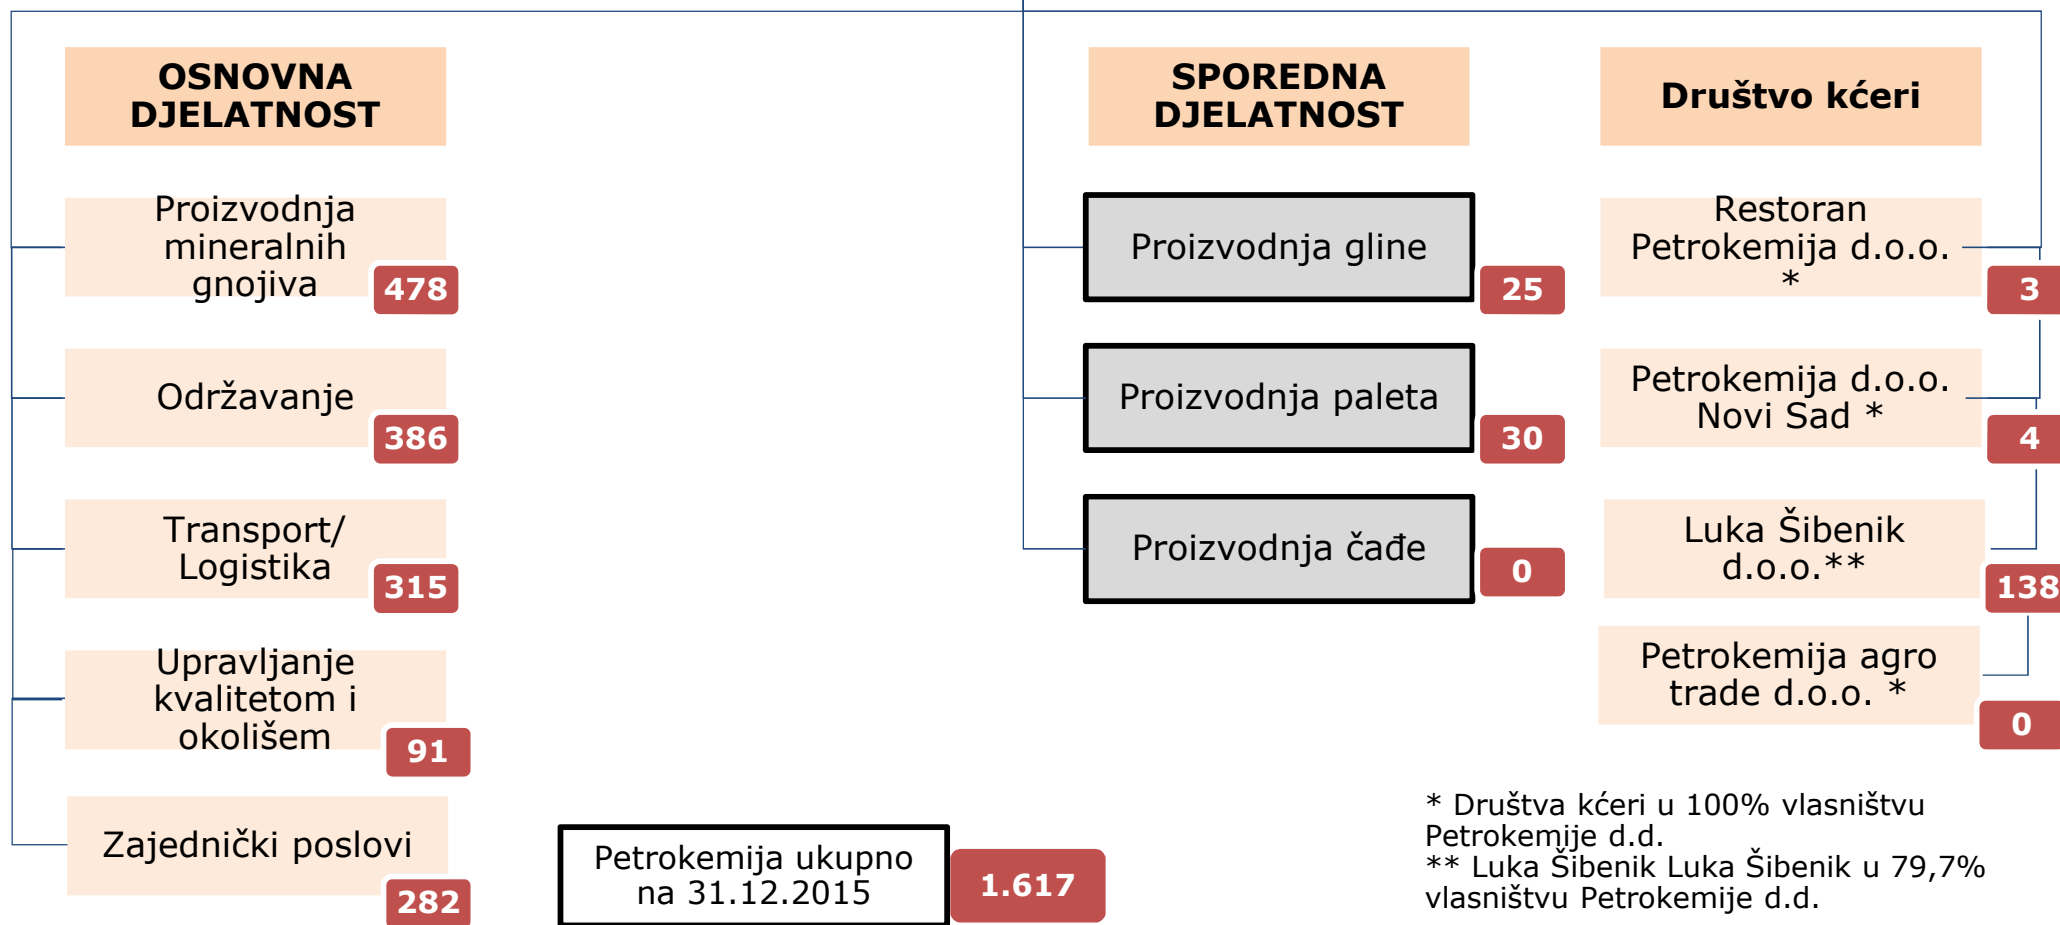 OSNOVNA
DJELATNOST
Proizvodnja
mineralnih
gnojiva
478
Održavanje
386
Transport/
Logistika
315
Upravljanje
kvalitetom i
okolišem
91
Zajednički poslovi
282
SPOREDNA
DJELATNOST
Proizvodnja gline
25
Proizvodnja paleta
30
Proizvodnja čađe
0
Društvo kćeri
Restoran
Petrokemija d.o.o.
*
3
Petrokemija d.o.o.
Novi Sad *
4
Luka Šibenik
d.o.o.**
138
Petrokemija agro
trade d.o.o. *
0
Petrokemija ukupno
na 31.12.2015
1.617
* Društva kćeri u 100% vlasništvu
Petrokemije d.d.
** Luka Šibenik Luka Šibenik u 79,7%
vlasništvu Petrokemije d.d.